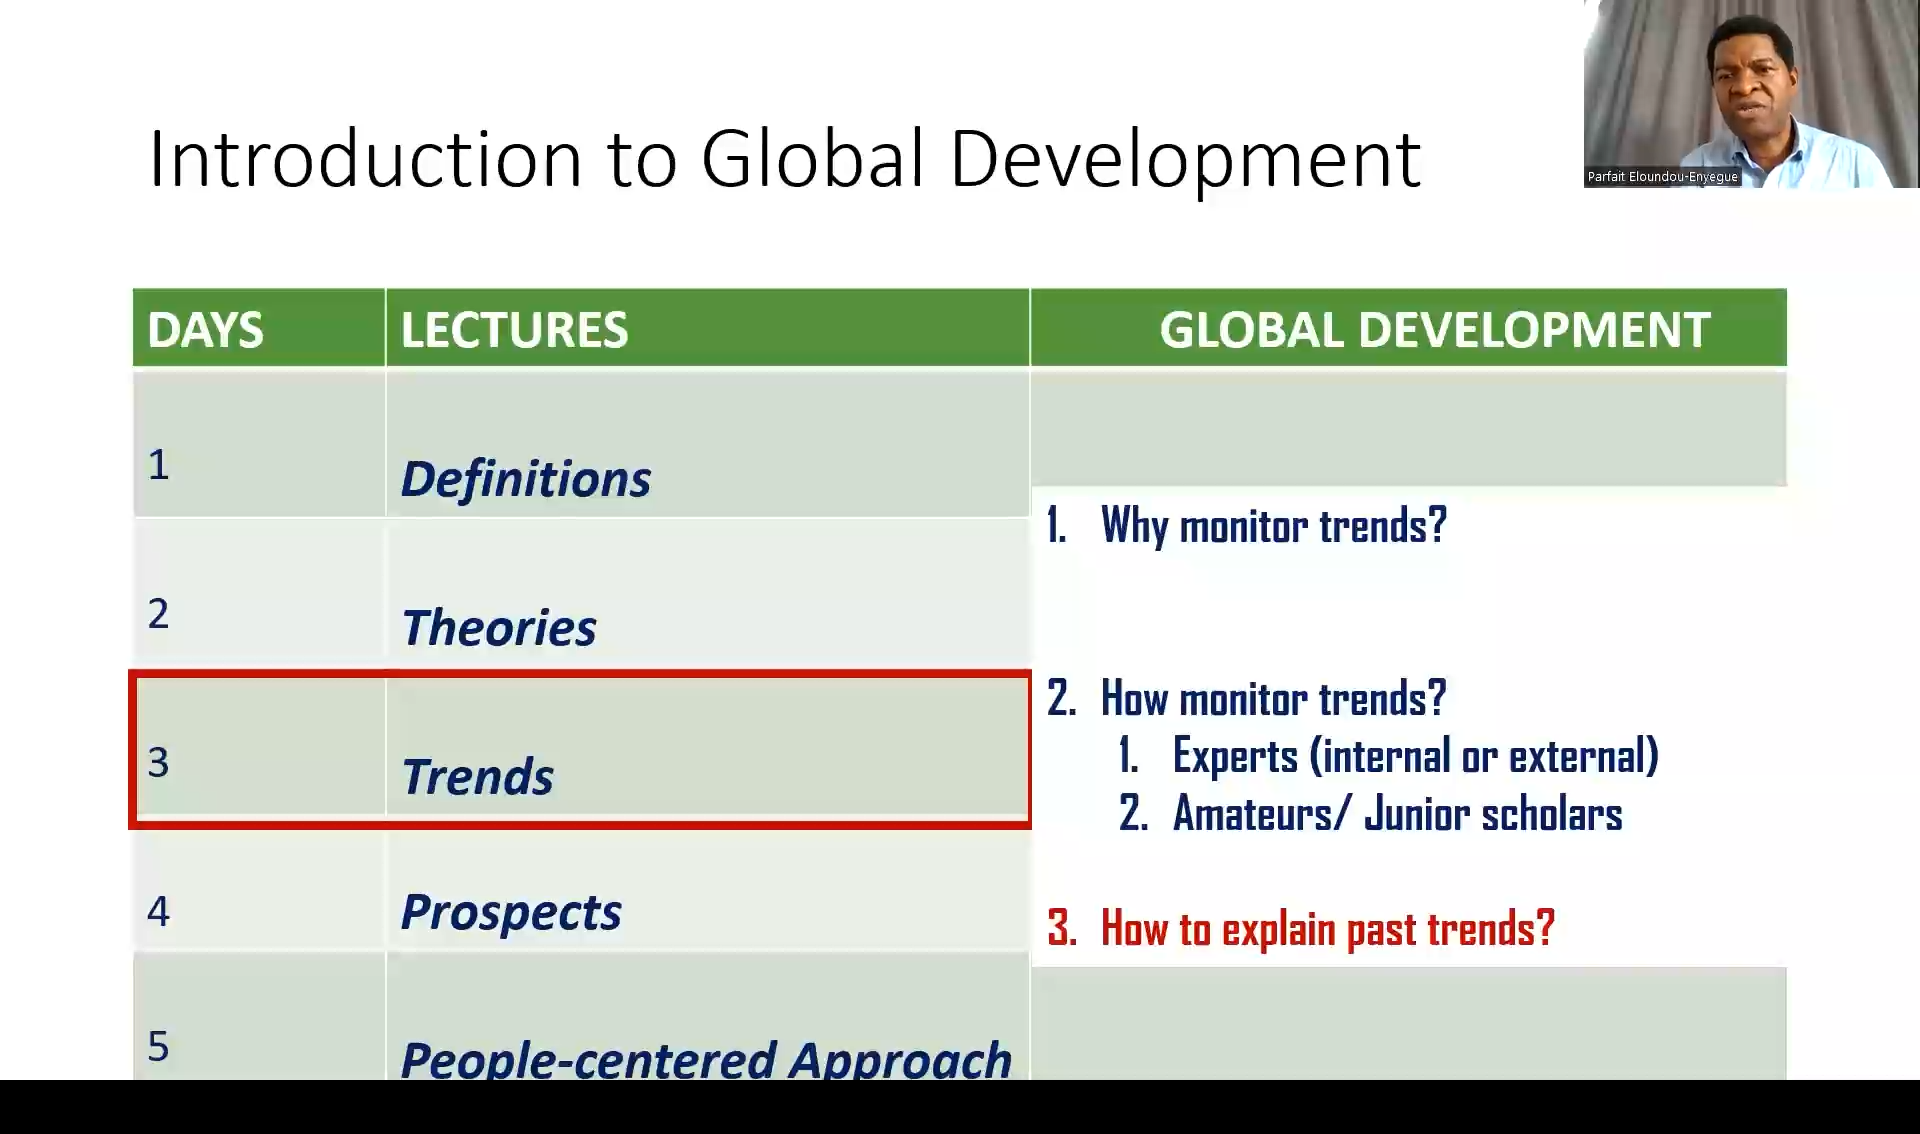 Introduction to Global Development
Parfait Eloundou-Enyegue
DAYS LECTURES GLOBAL DEVELOPMENT
1 Definitions
2 Theories
3 Trends
4 Prospects
5 People-centered Approach
1. Why monitor trends?
2. How monitor trends?
1. Experts (internal or external)
2. Amateurs/ Junior scholars
3. How to explain past trends?